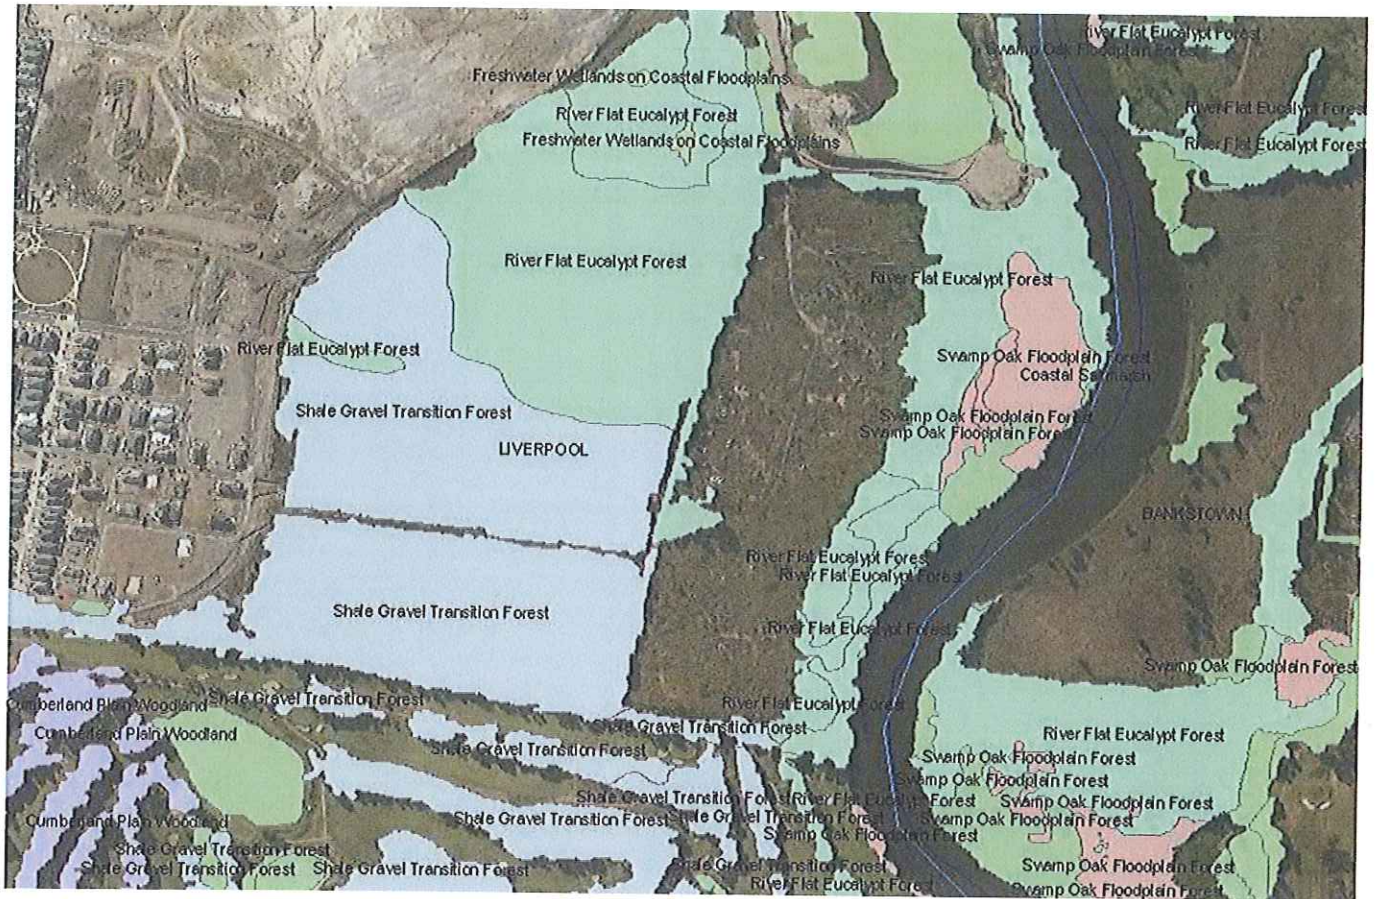 River Flat Eucalypt Forest
Swamp Oak Floodplain Forest
Freshwater Wetlands on Coastal Floodplains
River Flat Eucalypt Forest
River Flat Eucalypt Forest
Freshwater Wetlands on Coastal Floodplains
River Flat Eucalypt Forest
River Flat Eucalypt Forest
River Flat Eucalypt Forest
River Flat Eucalypt Forest
Swamp Oak Floodplain Forest
Coastal Saltmarsh
Shale Gravel Transition Forest
Swamp Oak Floodplain Forest
Swamp Oak Floodplain Forest
LIVERPOOL
BANKSTOWN
River Flat Eucalypt Forest
River Flat Eucalypt Forest
Shale Gravel Transition Forest
River Flat Eucalypt Forest
Swamp Oak Floodplain Forest
Cumberland Plain Woodland
Shale Gravel Transition Forest
River Flat Eucalypt Forest
Shale Gravel Transition Forest
Cumberland Plain Woodland
River Flat Eucalypt Forest
Shale Gravel Transition Forest
Swamp Oak Floodplain Forest
Swamp Oak Floodplain Forest
Shale Gravel Transition Forest
River Flat Eucalypt Forest
Swamp Oak Floodplain Forest
Cumberland Plain Woodland
Shale Gravel Transition Forest
Shale Gravel Transition Forest
Swamp Oak Floodplain Forest
Swamp Oak Floodplain Forest
Shale Gravel Transition Forest
Shale Gravel Transition Forest
Shale Gravel Transition Forest
Shale Gravel Transition Forest
Swamp Oak Floodplain Forest
River Flat Eucalypt Forest
Swamp Oak Floodplain Forest